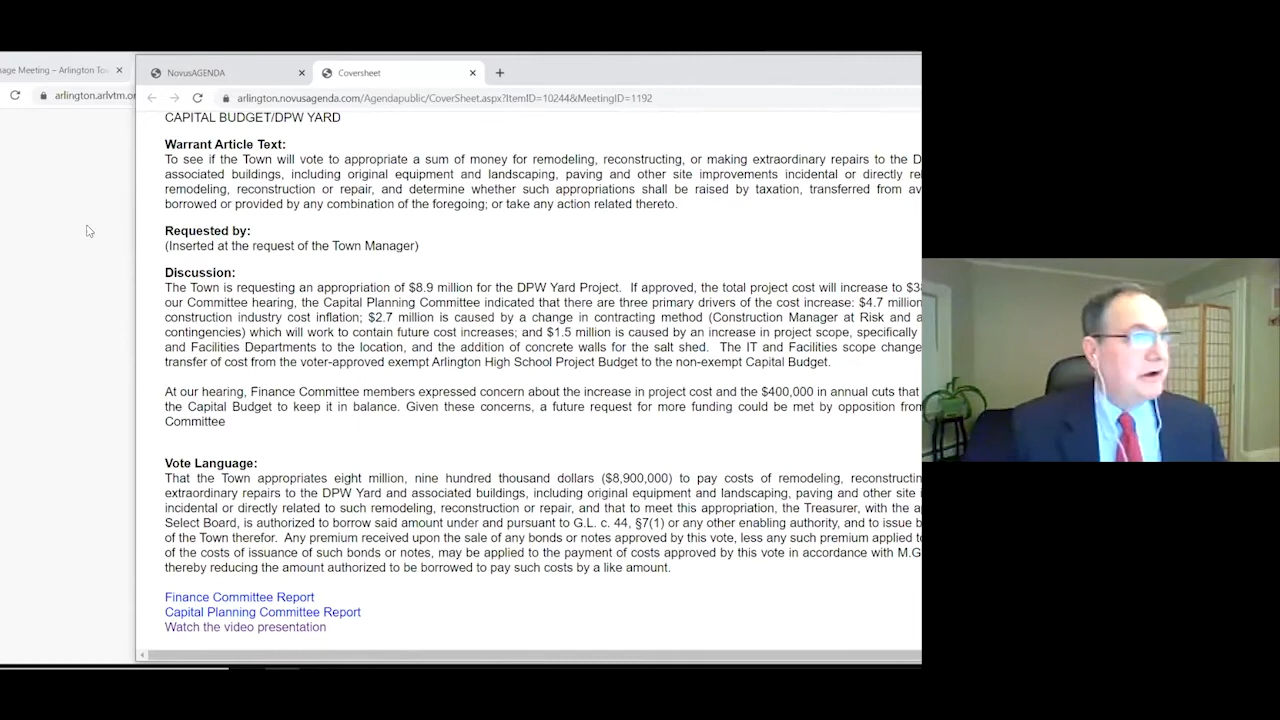 nage Meeting – Arlington To
NovusAGENDA
Coversheet
arlington.arlvtm.or
arlington.novusagenda.com/Agendapublic/CoverSheet.aspx?ItemID=10244&MeetingID=1192
CAPITAL BUDGET/DPW YARD
Warrant Article Text:
To see if the Town will vote to appropriate a sum of money for remodeling, reconstructing, or making extraordinary repairs to the D
associated buildings, including original equipment and landscaping, paving and other site improvements incidental or directly re
remodeling, reconstruction or repair, and determine whether such appropriations shall be raised by taxation, transferred from av
borrowed or provided by any combination of the foregoing; or take any action related thereto.
Requested by:
(Inserted at the request of the Town Manager)
Discussion:
The Town is requesting an appropriation of $8.9 million for the DPW Yard Project. If approved, the total project cost will increase to $3
our Committee hearing, the Capital Planning Committee indicated that there are three primary drivers of the cost increase: $4.7 million
construction industry cost inflation; $2.7 million is caused by a change in contracting method (Construction Manager at Risk and a
contingencies) which will work to contain future cost increases; and $1.5 million is caused by an increase in project scope, specifically
and Facilities Departments to the location, and the addition of concrete walls for the salt shed. The IT and Facilities scope change
transfer of cost from the voter-approved exempt Arlington High School Project Budget to the non-exempt Capital Budget.
At our hearing, Finance Committee members expressed concern about the increase in project cost and the $400,000 in annual cuts that
the Capital Budget to keep it in balance. Given these concerns, a future request for more funding could be met by opposition from
Committee
Vote Language:
That the Town appropriates eight million, nine hundred thousand dollars ($8,900,000) to pay costs of remodeling, reconstructin
extraordinary repairs to the DPW Yard and associated buildings, including original equipment and landscaping, paving and other site i
incidental or directly related to such remodeling, reconstruction or repair, and that to meet this appropriation, the Treasurer, with the a
Select Board, is authorized to borrow said amount under and pursuant to G.L. c. 44, §7(1) or any other enabling authority, and to issue b
of the Town therefor. Any premium received upon the sale of any bonds or notes approved by this vote, less any such premium applied to
of the costs of issuance of such bonds or notes, may be applied to the payment of costs approved by this vote in accordance with M.G
thereby reducing the amount authorized to be borrowed to pay such costs by a like amount.
Finance Committee Report
Capital Planning Committee Report
Watch the video presentation